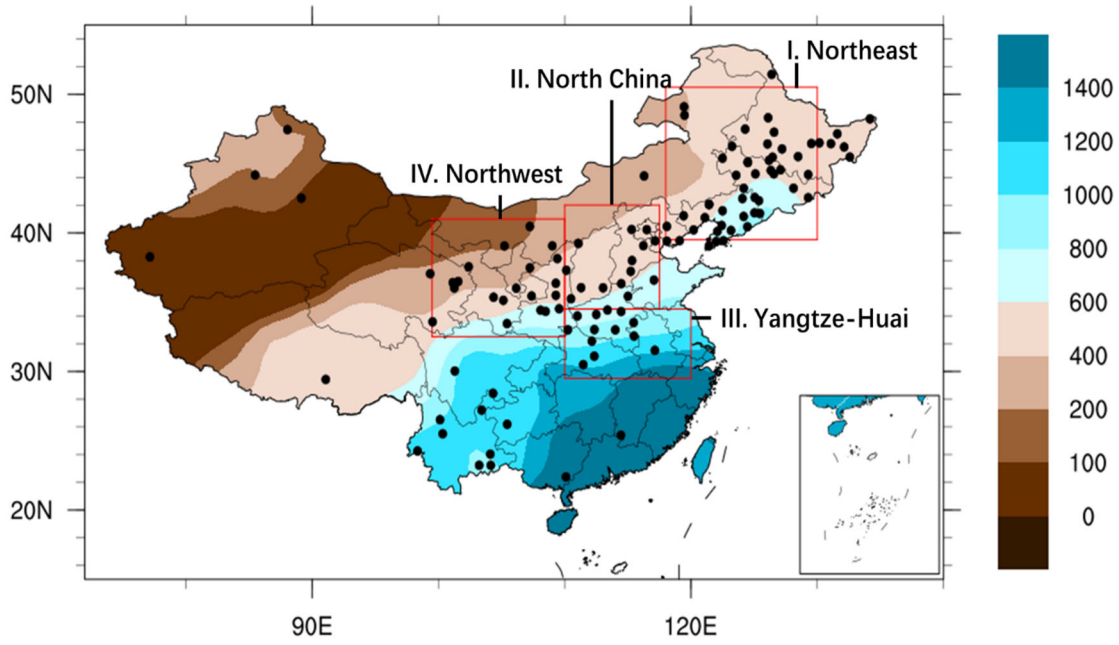 I. Northeast
II. North China
IV. Northwest
III. Yangtze-Huai
50N
40N
30N
20N
90E
120E
1400
1200
1000
800
600
400
200
100
0